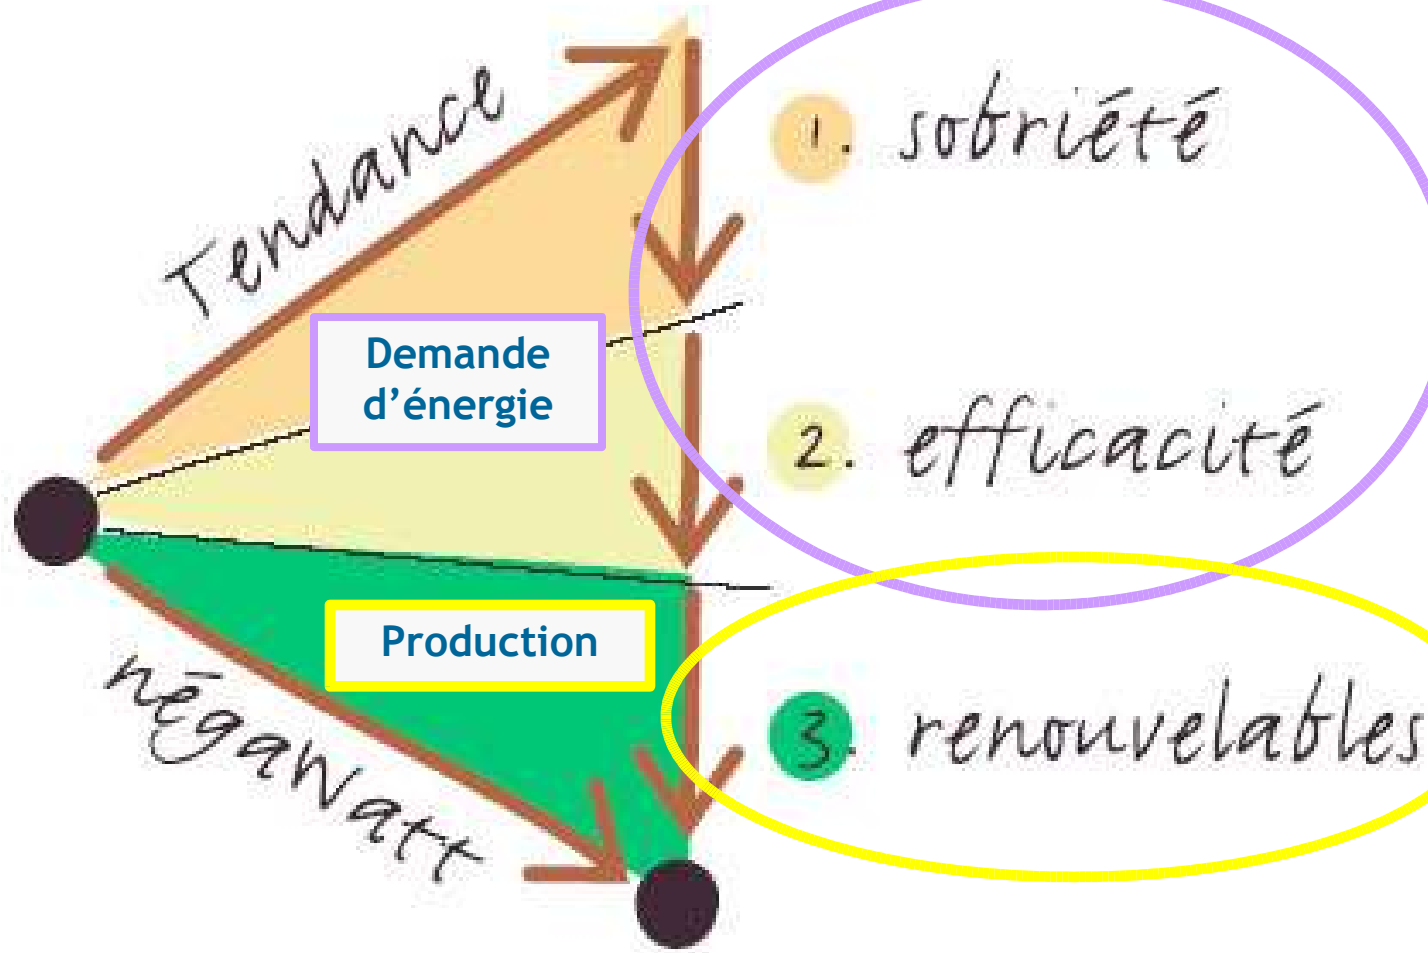 Tendance
1. sobriété
Demande
d’énergie
2. efficacité
Production
négaWatt
3. renouvelables